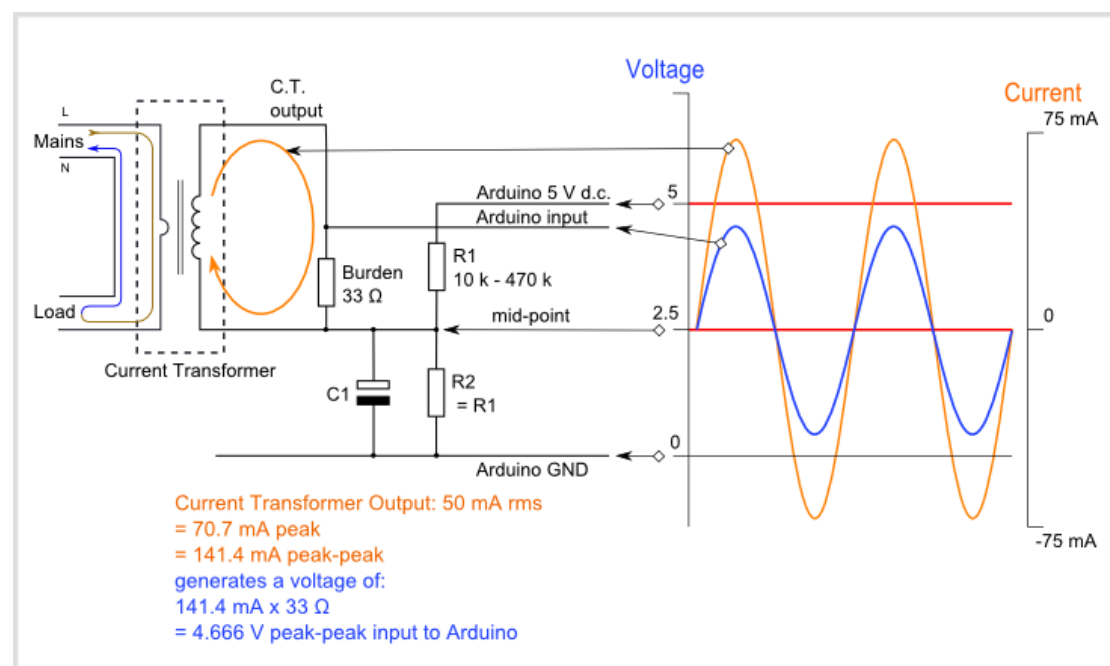 Voltage
Current
C.T.
output
75 mA
L
Mains
N
Arduino 5 V d.c.
5
Arduino input
R1
10 k - 470 k
Burden
33 Ω
Load
mid-point
2.5
0
Current Transformer
C1
R2
= R1
0
Arduino GND
-75 mA
Current Transformer Output: 50 mA rms
= 70.7 mA peak
= 141.4 mA peak-peak
generates a voltage of:
141.4 mA x 33 Ω
= 4.666 V peak-peak input to Arduino